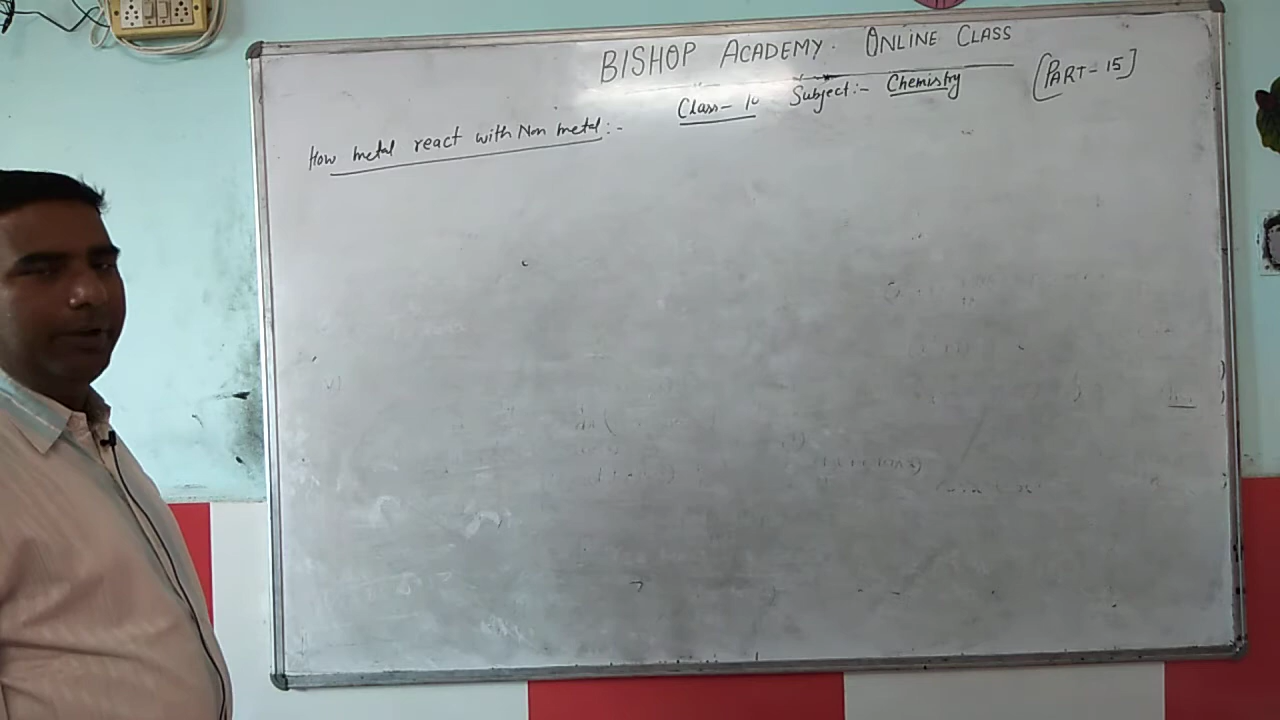 BISHOP ACADEMY. ONLINE CLASS
Class- 10 Subject:- Chemistry [PART-15]
How metal react with Non metal:-